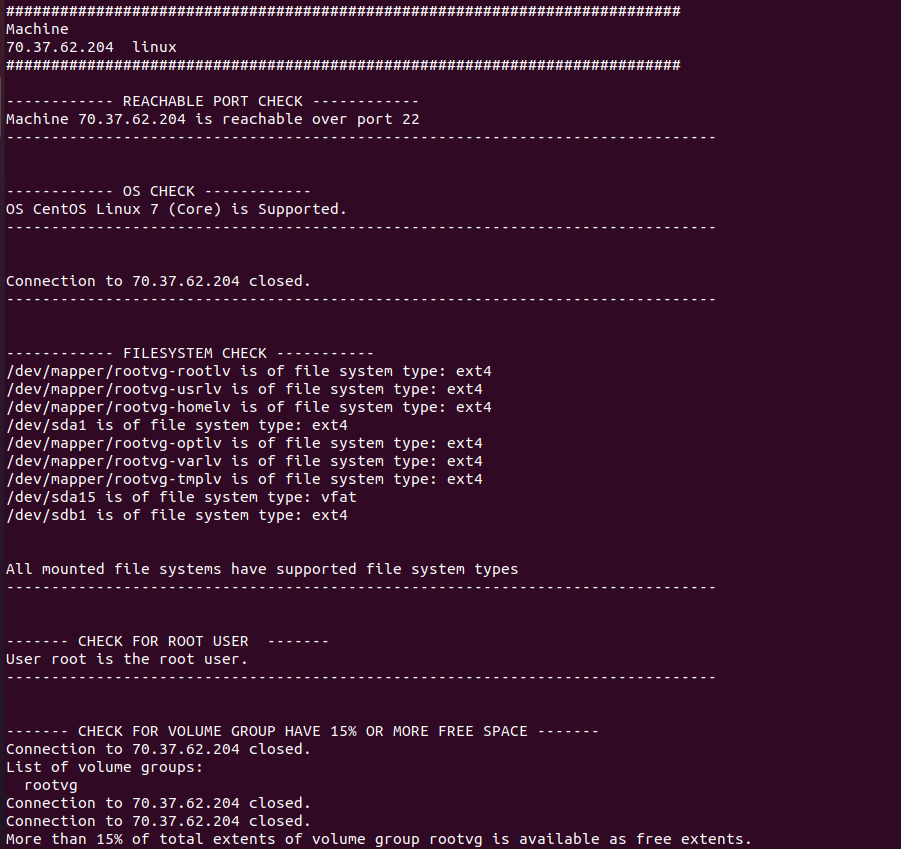 ###########################################################################
Machine
70.37.62.204  linux
###########################################################################
------------ REACHABLE PORT CHECK ------------
Machine 70.37.62.204 is reachable over port 22
-------------------------------------------------------------------------------
------------ OS CHECK ------------
OS CentOS Linux 7 (Core) is Supported.
-------------------------------------------------------------------------------
Connection to 70.37.62.204 closed.
-------------------------------------------------------------------------------
------------ FILESYSTEM CHECK -----------
/dev/mapper/rootvg-rootlv is of file system type: ext4
/dev/mapper/rootvg-usrlv is of file system type: ext4
/dev/mapper/rootvg-homelv is of file system type: ext4
/dev/sda1 is of file system type: ext4
/dev/mapper/rootvg-optlv is of file system type: ext4
/dev/mapper/rootvg-varlv is of file system type: ext4
/dev/mapper/rootvg-tmplv is of file system type: ext4
/dev/sda15 is of file system type: vfat
/dev/sdb1 is of file system type: ext4
All mounted file systems have supported file system types
-------------------------------------------------------------------------------
------- CHECK FOR ROOT USER  -------
User root is the root user.
-------------------------------------------------------------------------------
------- CHECK FOR VOLUME GROUP HAVE 15% OR MORE FREE SPACE -------
Connection to 70.37.62.204 closed.
List of volume groups:
  rootvg
Connection to 70.37.62.204 closed.
Connection to 70.37.62.204 closed.
More than 15% of total extents of volume group rootvg is available as free extents.